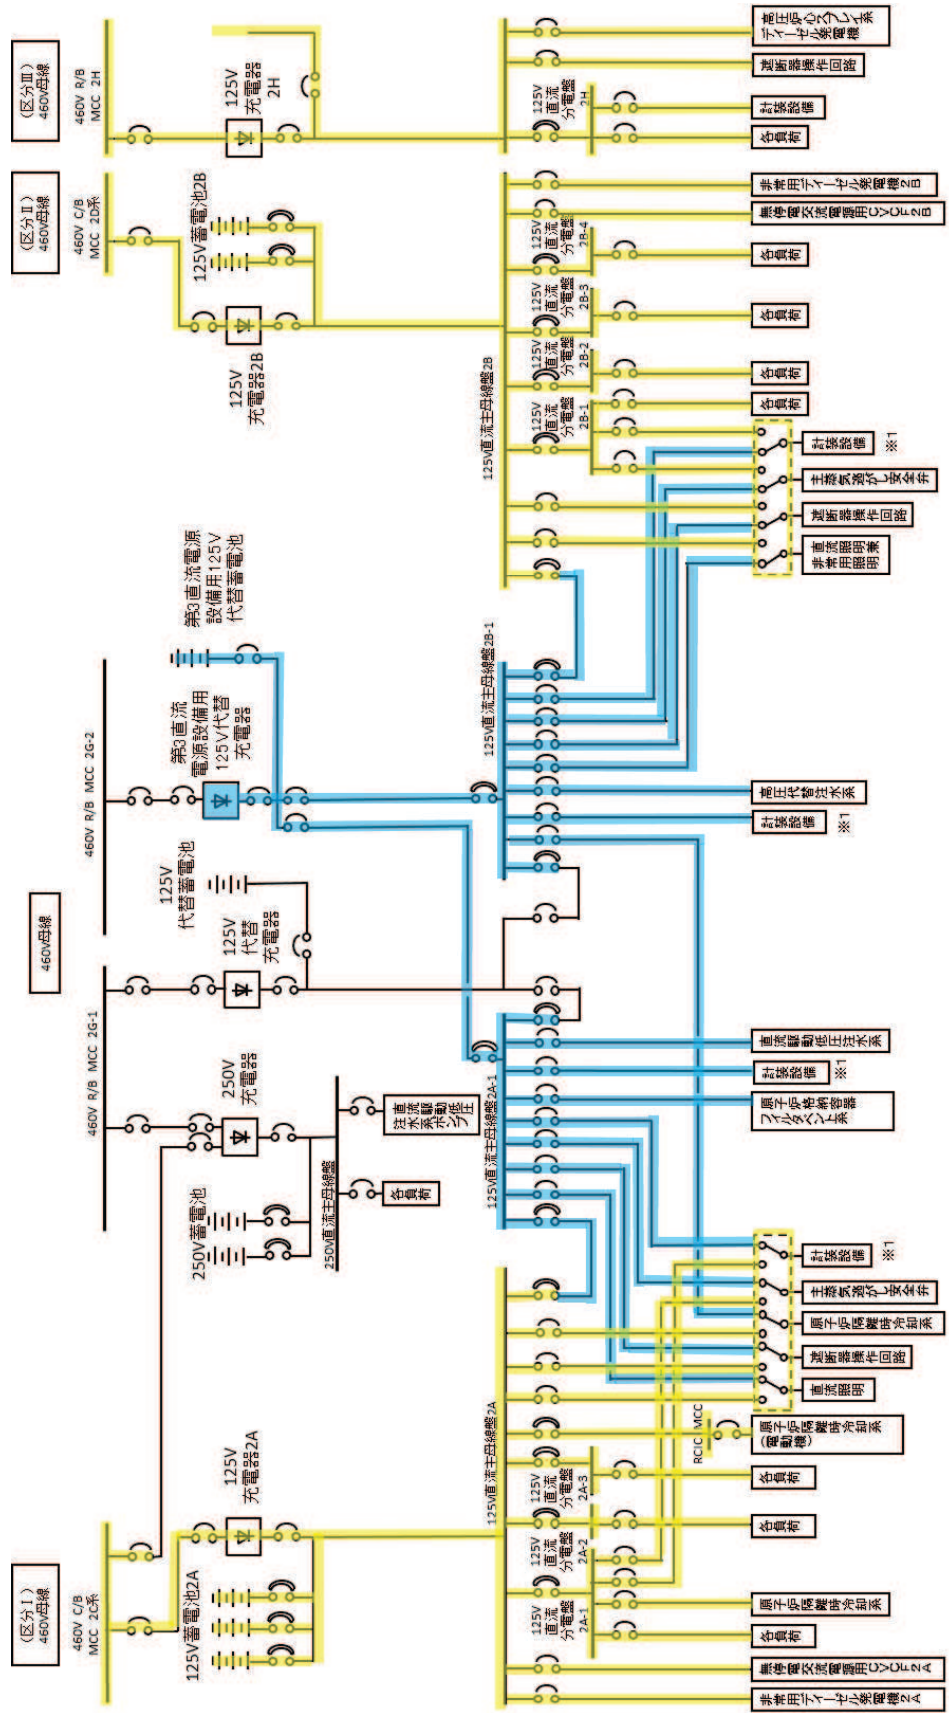 (区分Ⅰ)
460V母線
460V C/B
MCC 2C系
125V
充電器2A
125V蓄電池2A
125V直流主母線盤2A
125V
直流
分電盤
2A-1
125V
直流
分電盤
2A-2
125V
直流
分電盤
2A-3
RCIC MCC
非常用ディーゼル発電機2A
無停電交流電源用CVCF2A
各負荷
原子炉隔離時冷却系
各負荷
各負荷
原子炉隔離時冷却系
(電動機)
直流照明
遮断器操作回路
原子炉隔離時冷却系
主蒸気逃がし安全弁
計装設備
※1
460V母線
460V R/B MCC 2G-1
250V
充電器
250V蓄電池
250V直流主母線盤
各負荷
直流駆動低圧
注水系ポンプ
125V
代替
充電器
125V
代替蓄電池
125V直流主母線盤2A-1
原子炉格納容器
フィルタベント系
計装設備
※1
直流駆動低圧注水系
460V R/B MCC 2G-2
第3直流
電源設備用
125V代替
充電器
第3直流電源
設備用125V
代替蓄電池
125V直流主母線盤2B-1
計装設備
※1
高圧代替注水系
(区分Ⅱ)
460V母線
460V C/B
MCC 2D系
125V
充電器2B
125V蓄電池2B
125V直流主母線盤2B
125V
直流
分電盤
2B-1
125V
直流
分電盤
2B-2
125V
直流
分電盤
2B-3
125V
直流
分電盤
2B-4
直流照明兼
非常用照明
遮断器操作回路
主蒸気逃がし安全弁
計装設備
※1
各負荷
各負荷
各負荷
各負荷
無停電交流電源用CVCF2B
非常用ディーゼル発電機2B
(区分Ⅲ)
460V母線
460V R/B
MCC 2H
125V
充電器
2H
125V
直流
分電盤
2H
各負荷
計装設備
遮断器操作回路
高圧炉心スプレイ系
ディーゼル発電機